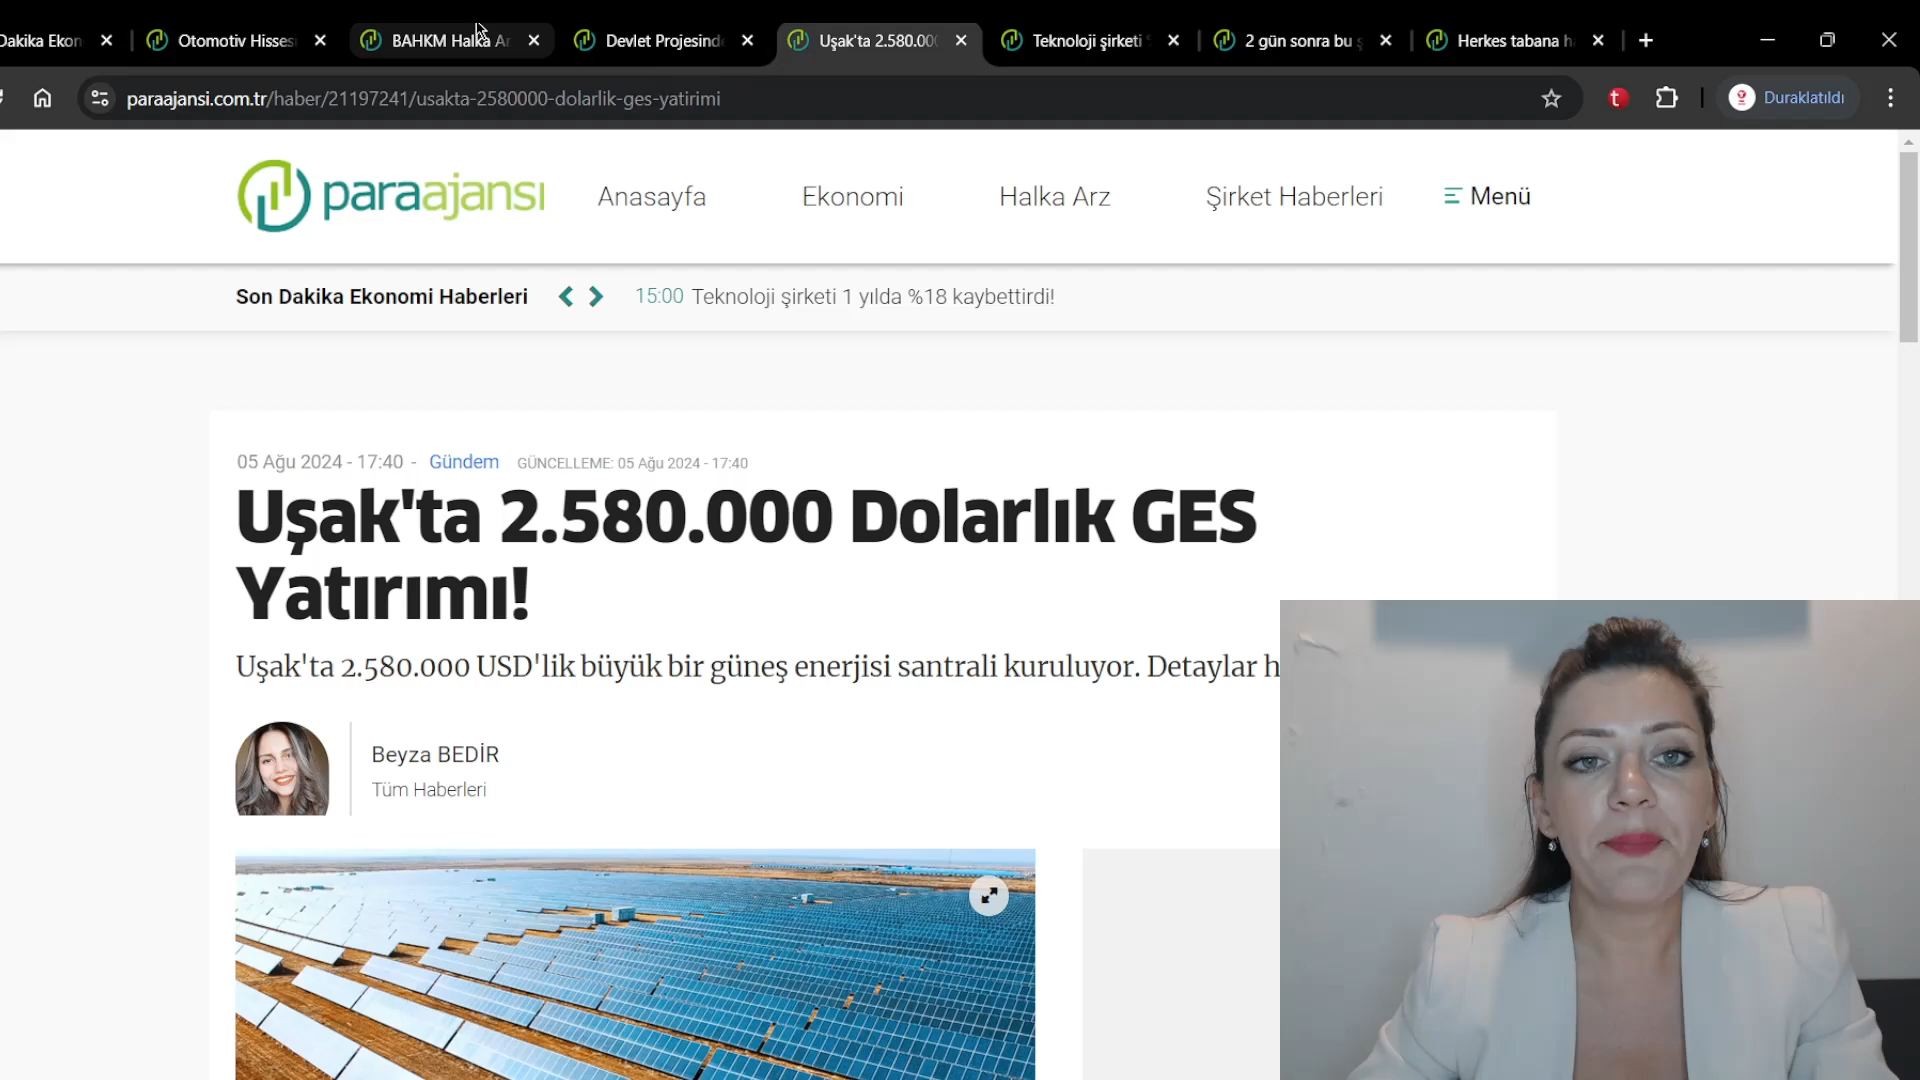 Dakika Ekon
Otomotiv Hisses
BAHKM Halka Ar
Devlet Projesind
Uşak'ta 2.580.00
Teknoloji şirketi
2 gün sonra bu ş
Herkes tabana h
paraajansi.com.tr/haber/21197241/usakta-2580000-dolarlik-ges-yatirimi
t
Duraklatıldı
paraajansı
Anasayfa
Ekonomi
Halka Arz
Şirket Haberleri
Menü
Son Dakika Ekonomi Haberleri
15:00 Teknoloji şirketi 1 yılda %18 kaybettirdi!
05 Ağu 2024 - 17:40 - Gündem GÜNCELLEME: 05 Ağu 2024 - 17:40
Uşak'ta 2.580.000 Dolarlık GES
Yatırımı!
Uşak'ta 2.580.000 USD'lik büyük bir güneş enerjisi santrali kuruluyor. Detaylar h
Beyza BEDİR
Tüm Haberleri